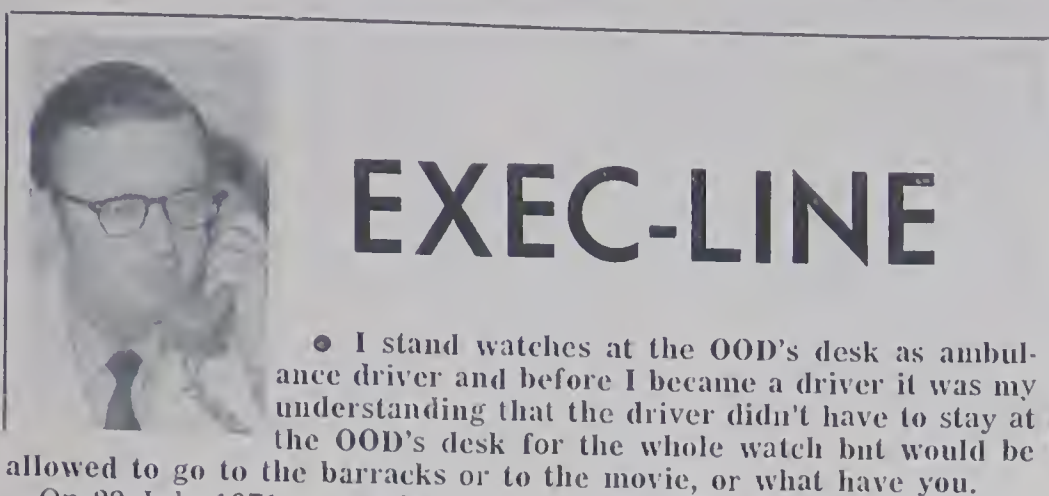 EXEC-LINE
● I stand watches at the OOD's desk as ambul-
ance driver and before I became a driver it was my
understanding that the driver didn't have to stay at
the OOD's desk for the whole watch but would be
allowed to go to the barracks or to the movie, or what have you.